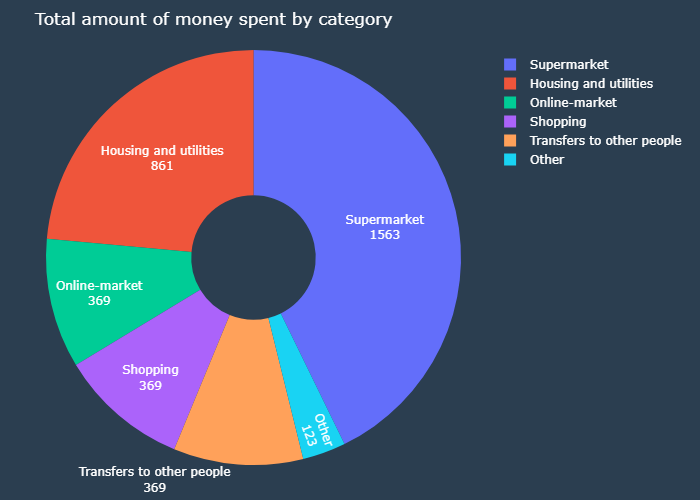 Total amount of money spent by category
Supermarket
Housing and utilities
Online-market
Shopping
Transfers to other people
Other
Housing and utilities
861
Supermarket
1563
Online-market
369
Shopping
369
Other
123
Transfers to other people
369